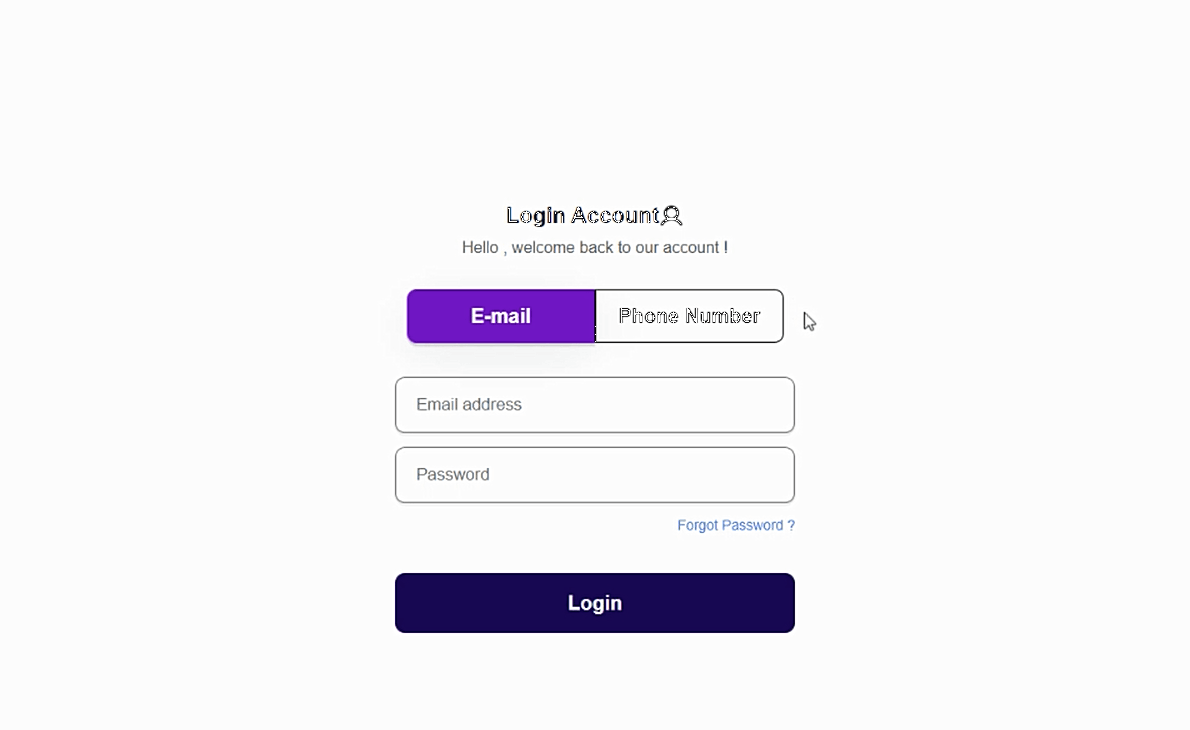 Login Account
Hello , welcome back to our account !
E-mail
Phone Number
Email address
Password
Forgot Password ?
Login